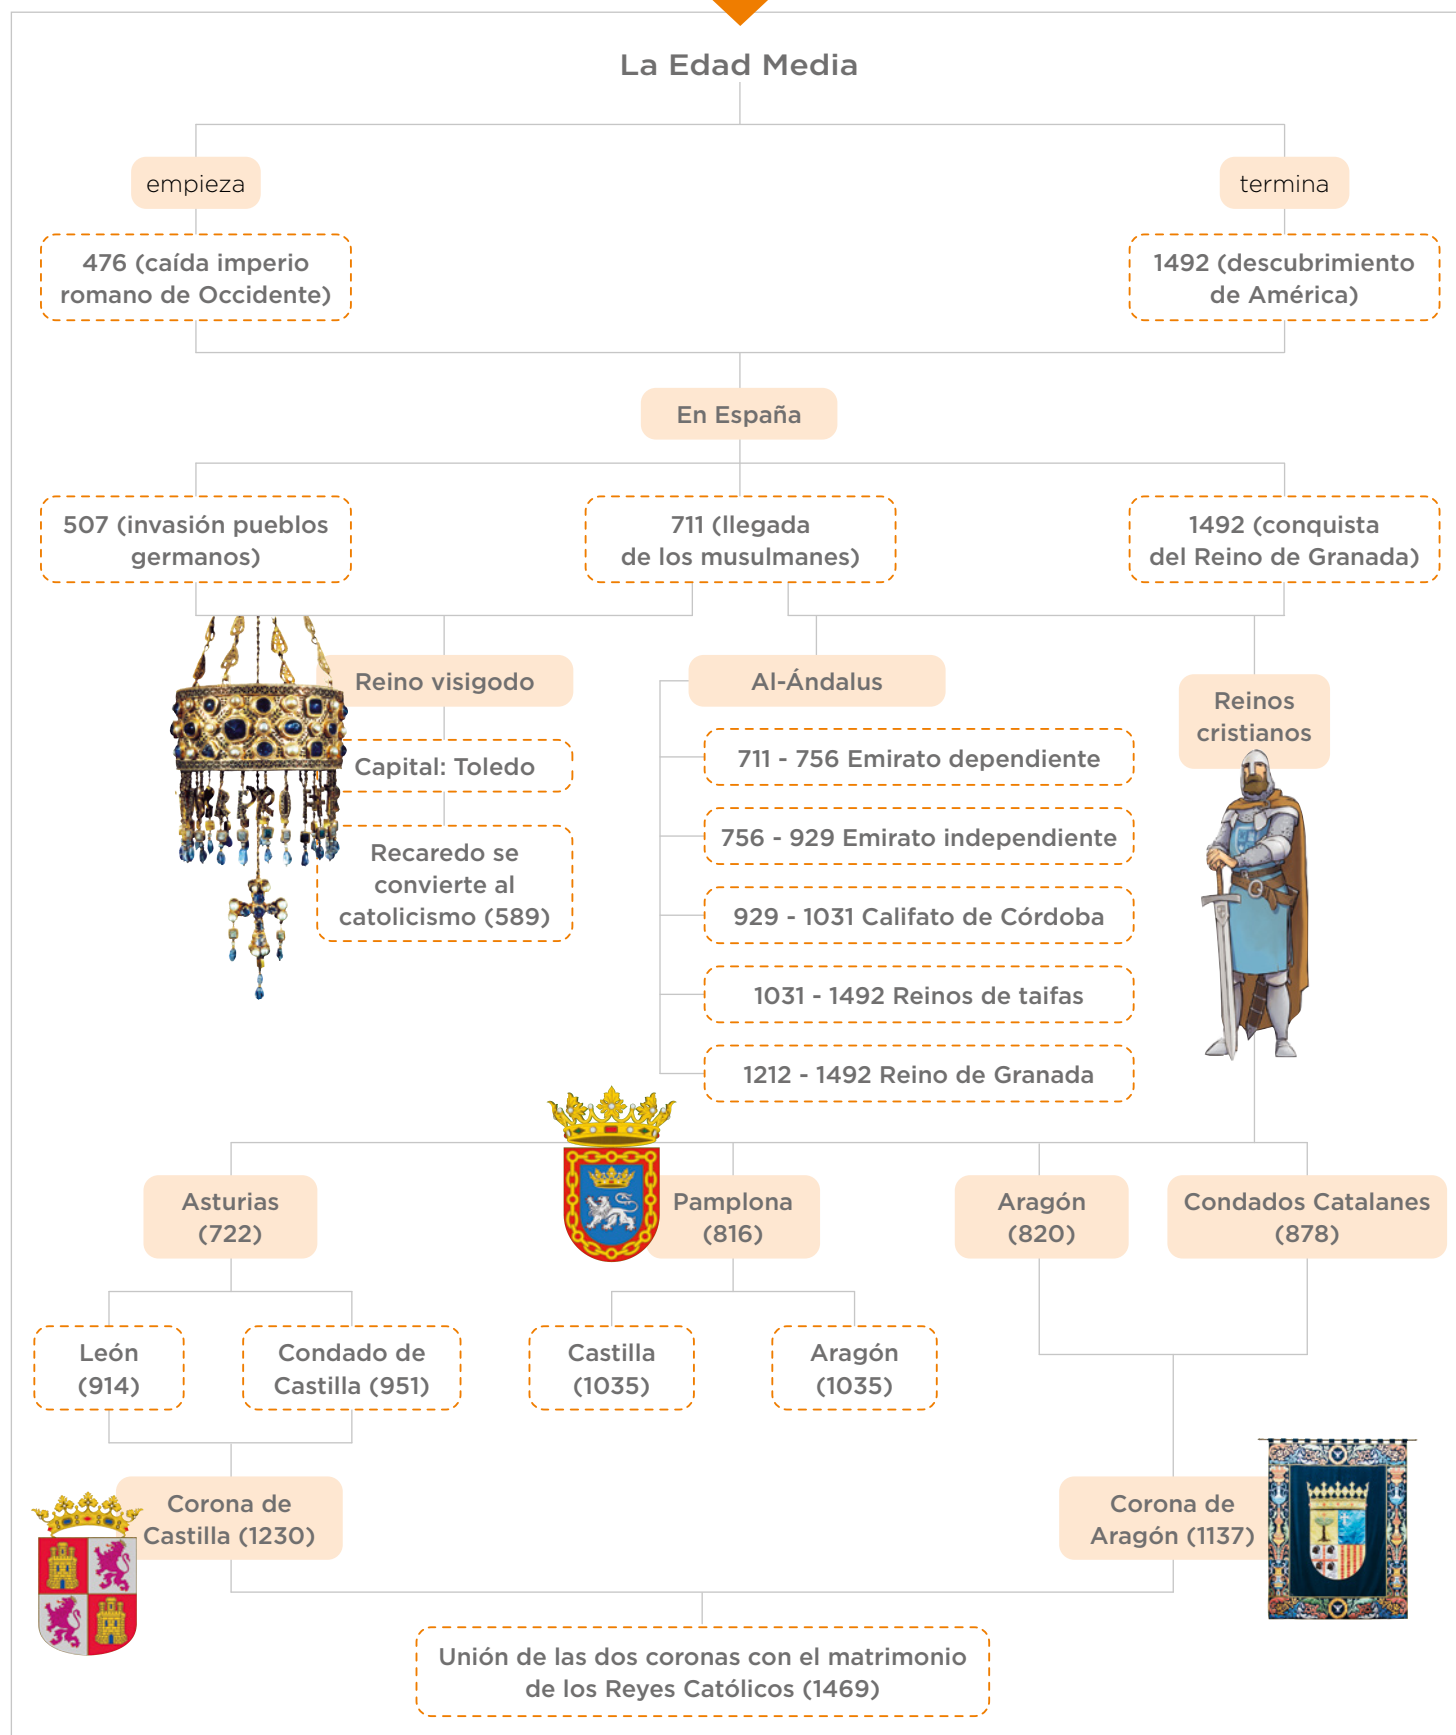 La Edad Media
empieza
termina
476 (caída imperio
romano de Occidente)
1492 (descubrimiento
de América)
En España
507 (invasión pueblos
germanos)
711 (llegada
de los musulmanes)
1492 (conquista
del Reino de Granada)
Reino visigodo
Capital: Toledo
Recaredo se
convierte al
catolicismo (589)
Al-Ándalus
711 - 756 Emirato dependiente
756 - 929 Emirato independiente
929 - 1031 Califato de Córdoba
1031 - 1492 Reinos de taifas
1212 - 1492 Reino de Granada
Reinos
cristianos
Asturias
(722)
Pamplona
(816)
Aragón
(820)
Condados Catalanes
(878)
León
(914)
Condado de
Castilla (951)
Castilla
(1035)
Aragón
(1035)
Corona de
Castilla (1230)
Corona de
Aragón (1137)
Unión de las dos coronas con el matrimonio
de los Reyes Católicos (1469)